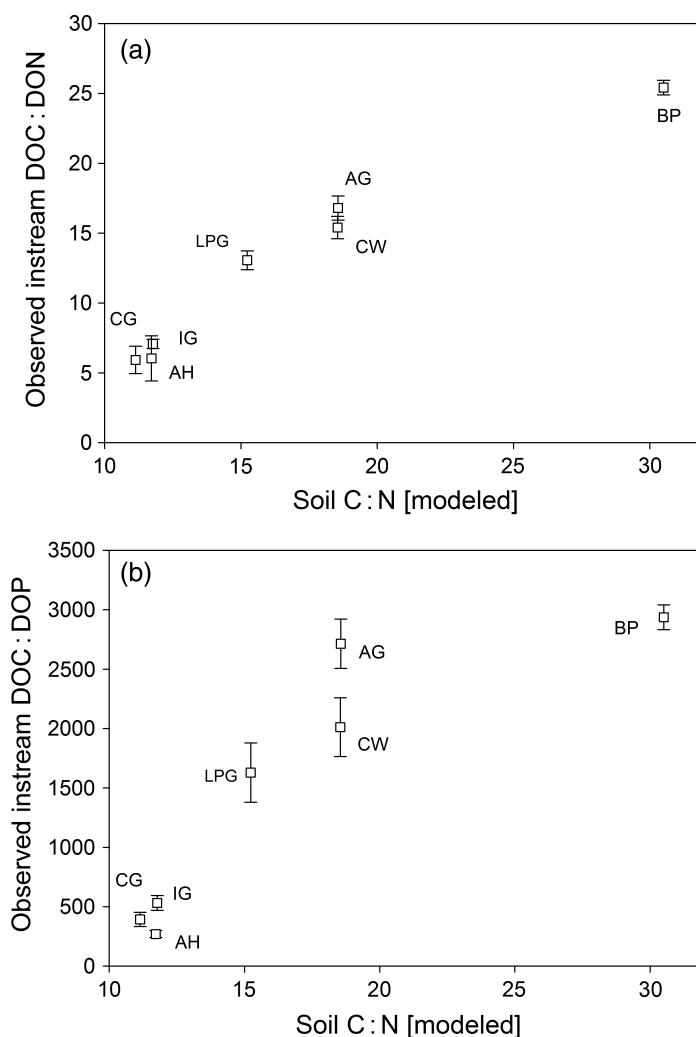 (a)
30
25
20
15
10
5
0
Observed instream DOC : DON
BP
AG
CW
LPG
CG
IG
AH
10 15 20 25 30
Soil C : N [modeled]
(b)
3500
3000
2500
2000
1500
1000
500
0
Observed instream DOC : DOP
BP
AG
CW
LPG
CG
IG
AH
10 15 20 25 30
Soil C : N [modeled]